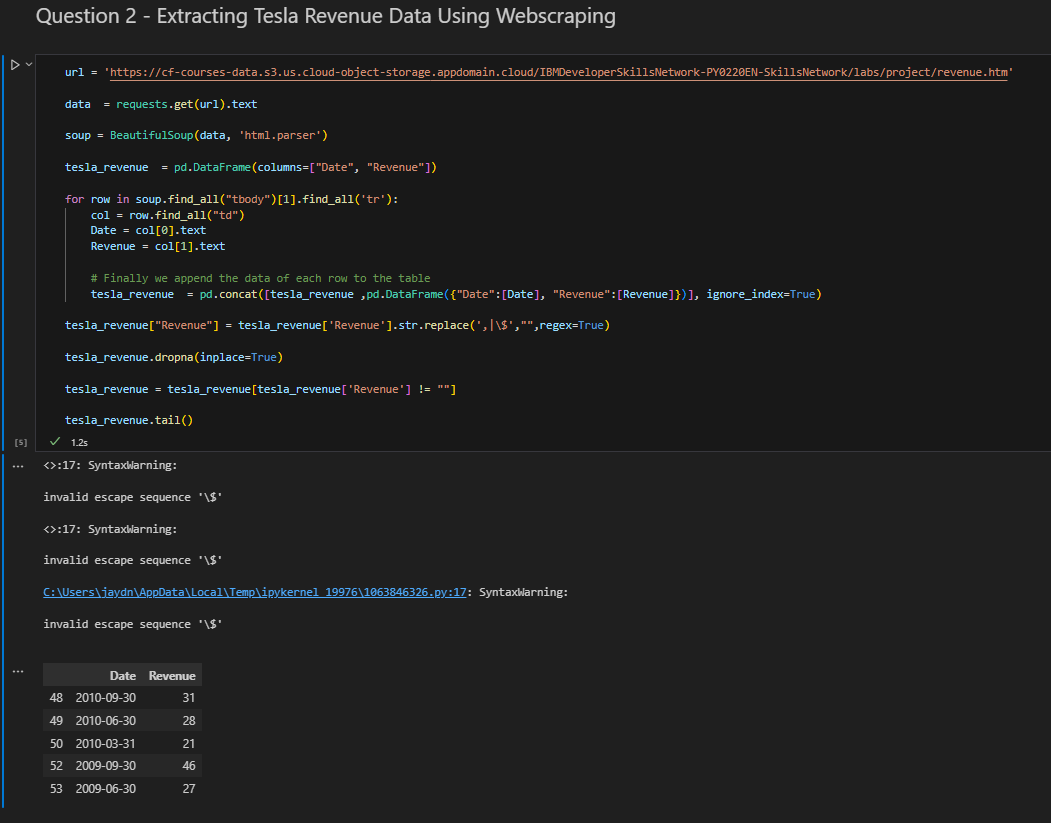 Question 2 - Extracting Tesla Revenue Data Using Webscraping
url = 'https://cf-courses-data.s3.us.cloud-object-storage.appdomain.cloud/IBMDeveloperSkillsNetwork-PY0220EN-SkillsNetwork/labs/project/revenue.htm'
data  = requests.get(url).text
soup = BeautifulSoup(data, 'html.parser')
tesla_revenue  = pd.DataFrame(columns=["Date", "Revenue"])
for row in soup.find_all("tbody")[1].find_all('tr'):
    col = row.find_all("td")
    Date = col[0].text
    Revenue = col[1].text
    # Finally we append the data of each row to the table
    tesla_revenue  = pd.concat([tesla_revenue ,pd.DataFrame({"Date":[Date], "Revenue":[Revenue]})], ignore_index=True)
tesla_revenue["Revenue"] = tesla_revenue['Revenue'].str.replace(',|\$',"",regex=True)
tesla_revenue.dropna(inplace=True)
tesla_revenue = tesla_revenue[tesla_revenue['Revenue'] != ""]
tesla_revenue.tail()
[5] 1.2s
... <>:17: SyntaxWarning:
invalid escape sequence '\$'
<>:17: SyntaxWarning:
invalid escape sequence '\$'
C:\Users\jaydn\AppData\Local\Temp\ipykernel_19976\1063846326.py:17: SyntaxWarning:
invalid escape sequence '\$'
...
Date Revenue
48 2010-09-30 31
49 2010-06-30 28
50 2010-03-31 21
52 2009-09-30 46
53 2009-06-30 27